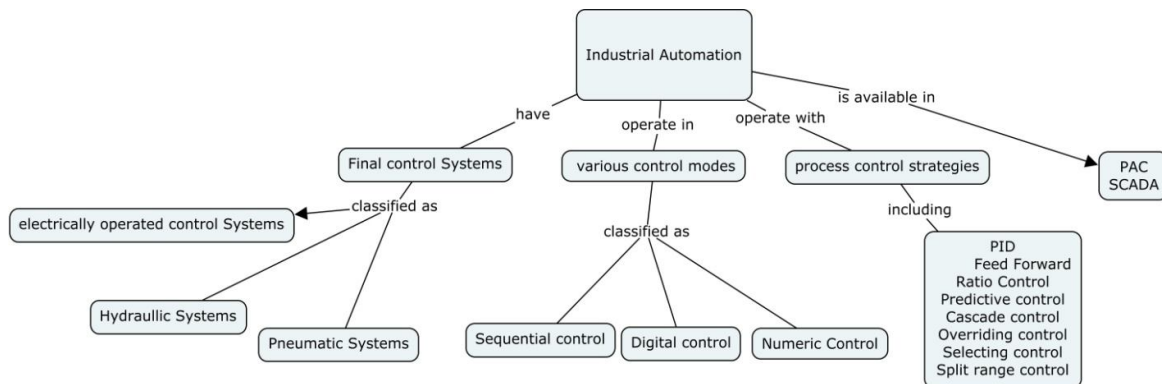 Industrial Automation
have
operate in
operate with
is available in
Final control Systems
various control modes
process control strategies
PAC
SCADA
classified as
including
electrically operated control Systems
classified as
PID
Feed Forward
Ratio Control
Predictive control
Cascade control
Overriding control
Selecting control
Split range control
Hydraullic Systems
Pneumatic Systems
Sequential control
Digital control
Numeric Control